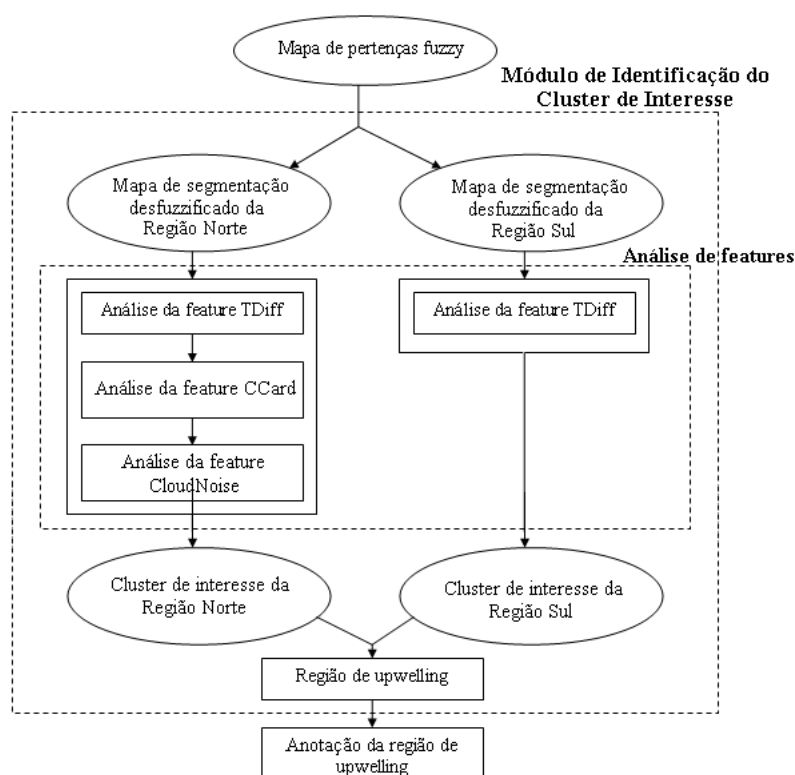 Mapa de pertenças fuzzy
Módulo de Identificação do
Cluster de Interesse
Mapa de segmentação
desfuzzificado da
Região Norte
Mapa de segmentação
desfuzzificado da
Região Sul
Análise de features
Análise da feature TDiff
Análise da feature CCard
Análise da feature
CloudNoise
Análise da feature TDiff
Cluster de interesse da
Região Norte
Cluster de interesse da
Região Sul
Região de upwelling
Anotação da região de
upwelling